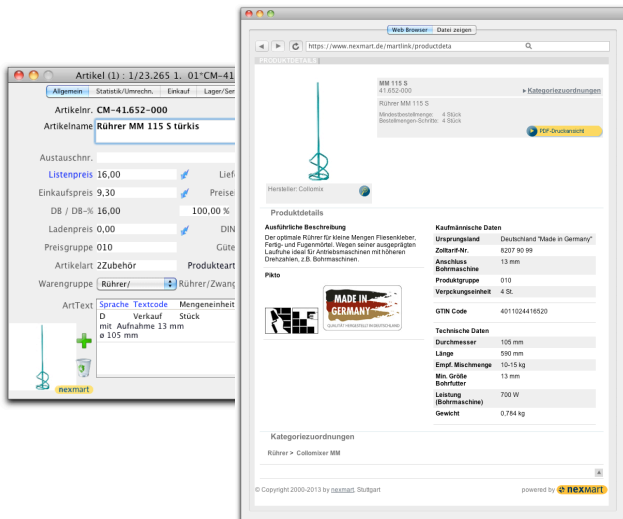 Artikel (1) : 1/23.265 1. 01°CM-41
Allgemein Statistik/Umrechn. Einkauf Lager/Ser
Artikelnr. CM-41.652-000
Artikelname Rührer MM 115 S türkis
Austauschnr.
Listenpreis 16,00 Lief
Einkaufspreis 9,30 Preise
DB / DB-% 16,00 100,00 % 
Ladenpreis 0,00 DIN
Preisgruppe 010 Güte
Artikelart 2Zubehör Produkteart
Warengruppe Rührer/ Rührer/Zwang
ArtText Sprache Textcode Mengeneinheit
D Verkauf Stück
mit Aufnahme 13 mm
ø 105 mm
nexmart
Web Browser Datei zeigen
https://www.nexmart.de/martlink/productdeta
PRODUKTDETAILS
MM 115 S
41.652-000
Kategoriezuordnungen
Rührer MM 115 S
Mindestbestellmenge: 4 Stück
Bestellmengen-Schritte: 4 Stück
PDF-Druckansicht
Hersteller: Collomix
Produktdetails
Ausführliche Beschreibung
Der optimale Rührer für kleine Mengen Fliesenkleber,
Fertig- und Fugenmörtel. Wegen seiner ausgeprägten
Laufruhe ideal für Antriebsmaschinen mit höheren
Drehzahlen, z.B. Bohrmaschinen.
Pikto
MADE IN
GERMANY
QUALITÄT HERGESTELLT IN DEUTSCHLAND
Kaufmännische Daten
Ursprungsland Deutschland "Made in Germany"
Zolltarif-Nr. 8207 90 99
Anschluss Bohrmaschine 13 mm
Produktgruppe 010
Verpckungseinheit 4 St.
GTIN Code 4011024416520
Technische Daten
Durchmesser 105 mm
Länge 590 mm
Empf. Mischmenge 10-15 kg
Min. Größe Bohrfutter 13 mm
Leistung (Bohrmaschine) 700 W
Gewicht 0,784 kg
Kategoriezuordnungen
Rührer > Collomixer MM
© Copyright 2000-2013 by nexmart, Stuttgart
powered by nexmart